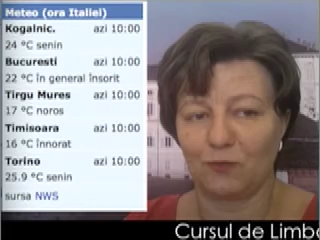 Meteo (ora Italiei)
Kogalnic. azi 10:00
24 °C senin
Bucuresti azi 10:00
22 °C în general însorit
Tirgu Mures azi 10:00
17 °C noros
Timisoara azi 10:00
16 °C înnorat
Torino azi 10:00
25.9 °C senin
sursa NWS
Cursul de Limb